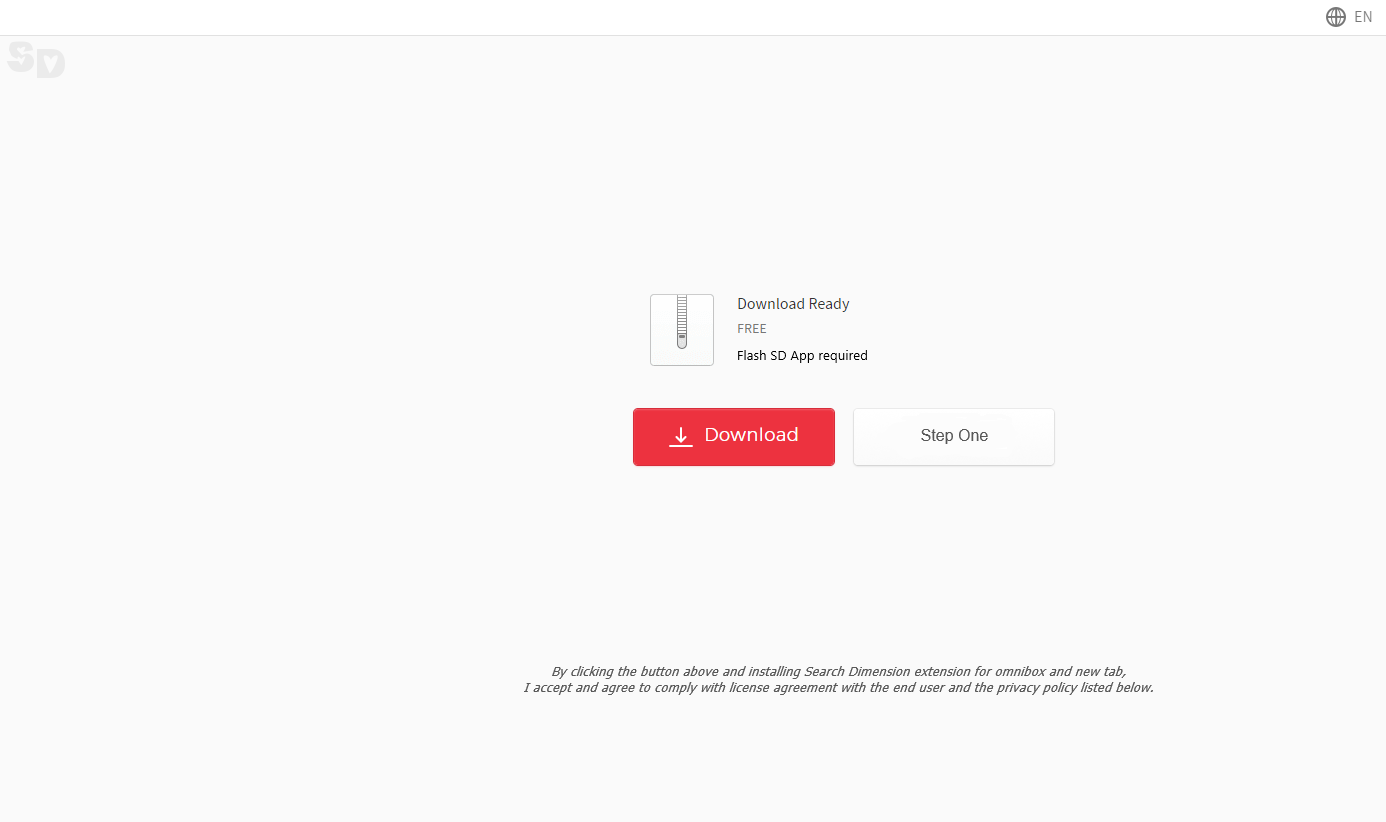 EN
SD
Download Ready
FREE
Flash SD App required
Download
Step One
By clicking the button above and installing Search Dimension extension for omnibox and new tab,
I accept and agree to comply with license agreement with the end user and the privacy policy listed below.